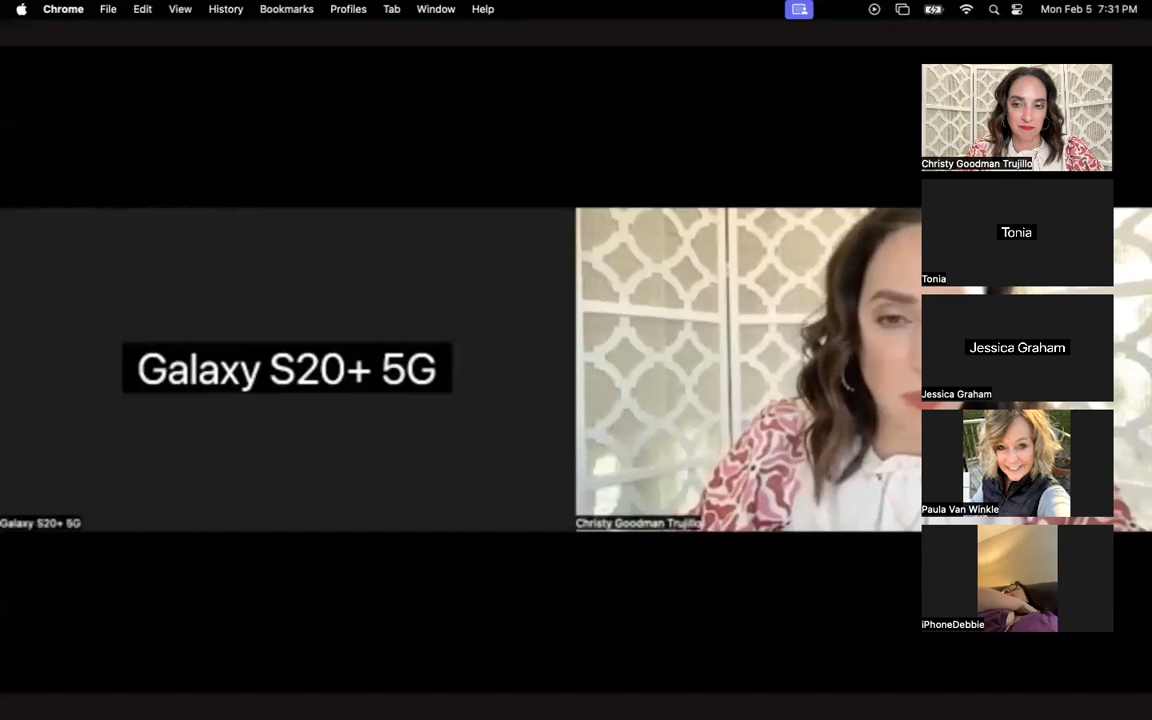 Chrome File Edit View History Bookmarks Profiles Tab Window Help Mon Feb 5 7:31 PM
Christy Goodman Trujillo
Tonia
Tonia
Jessica Graham
Jessica Graham
Galaxy S20+ 5G
Paula Van Winkle
Galaxy S20+ 5G
Christy Goodman Trujillo
iPhoneDebbie